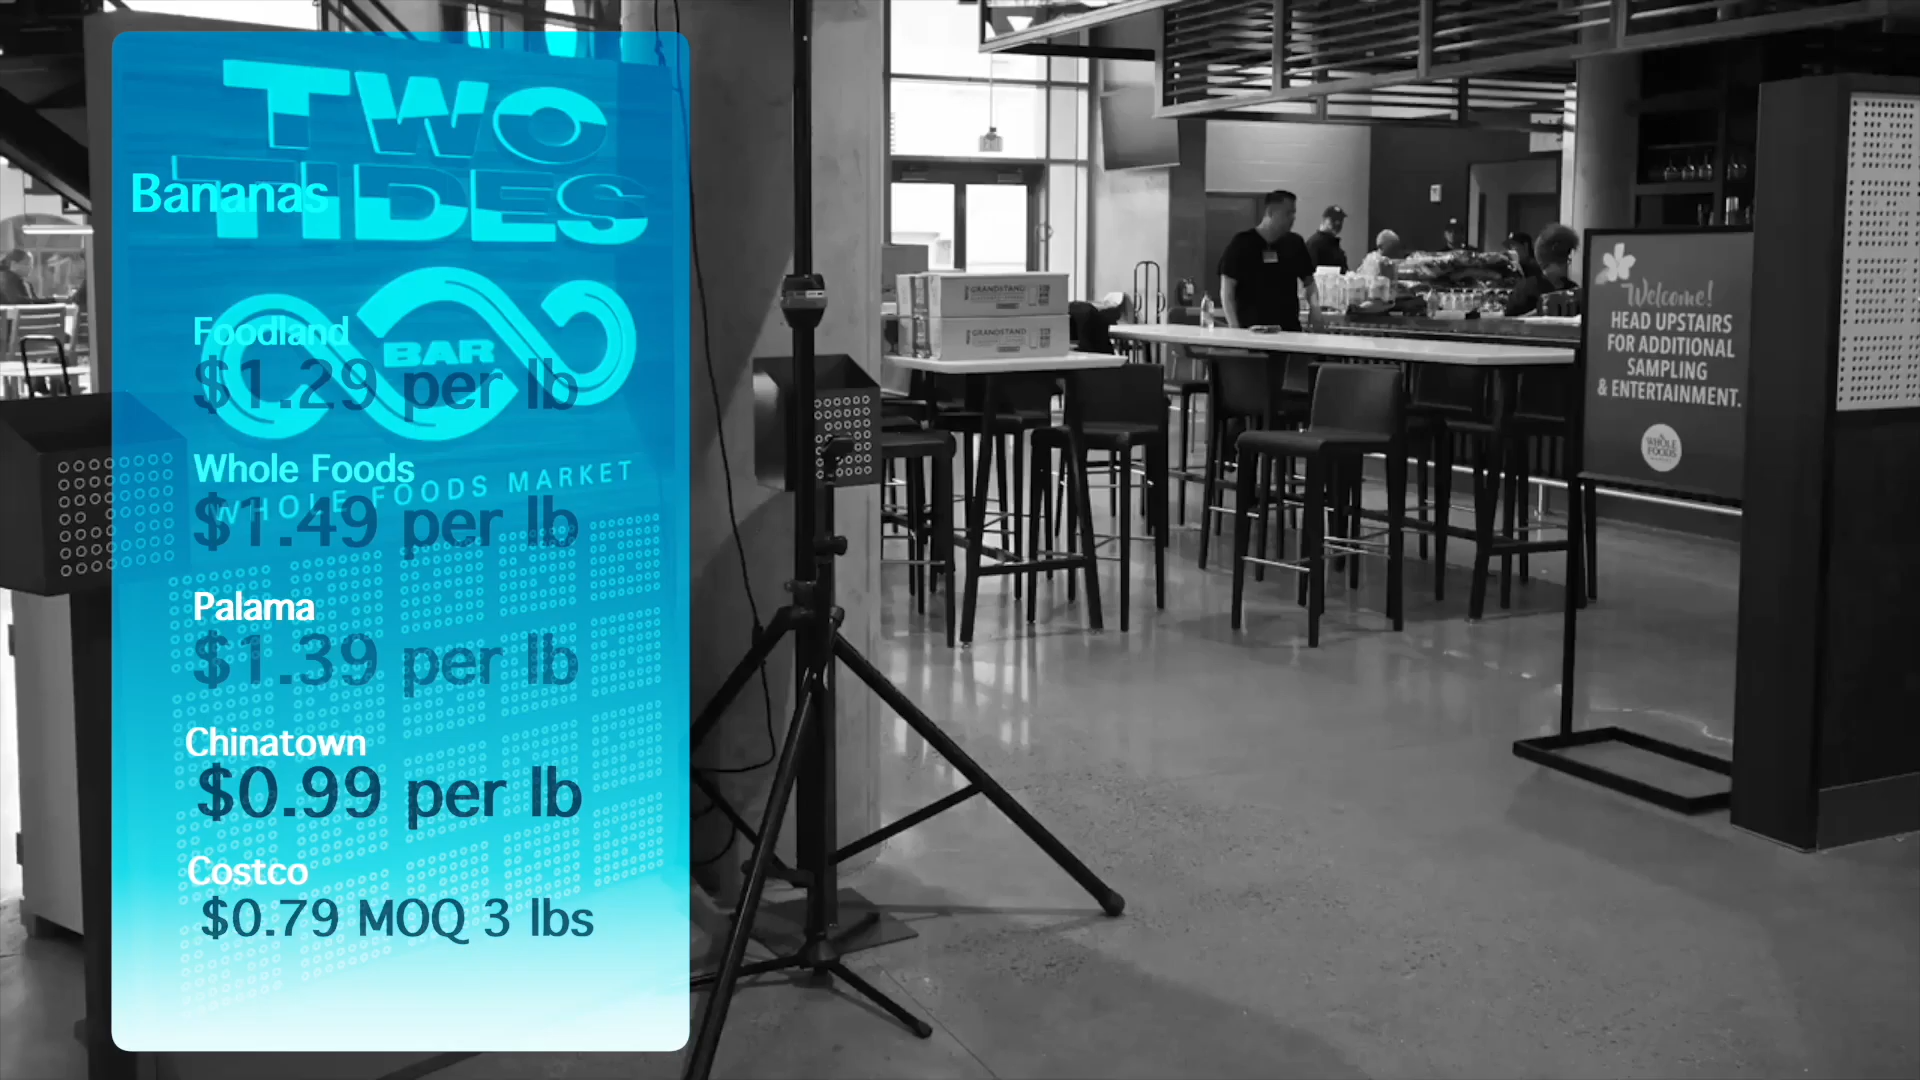 TWO
TIDES
BAR
WHOLE FOODS MARKET
Bananas
Foodland
$1.29 per lb
Whole Foods
$1.49 per lb
Palama
$1.39 per lb
Chinatown
$0.99 per lb
Costco
$0.79 MOQ 3 lbs
GRANDSTAND
GRANDSTAND
Welcome!
HEAD UPSTAIRS
FOR ADDITIONAL
SAMPLING
& ENTERTAINMENT.
WHOLE
FOODS